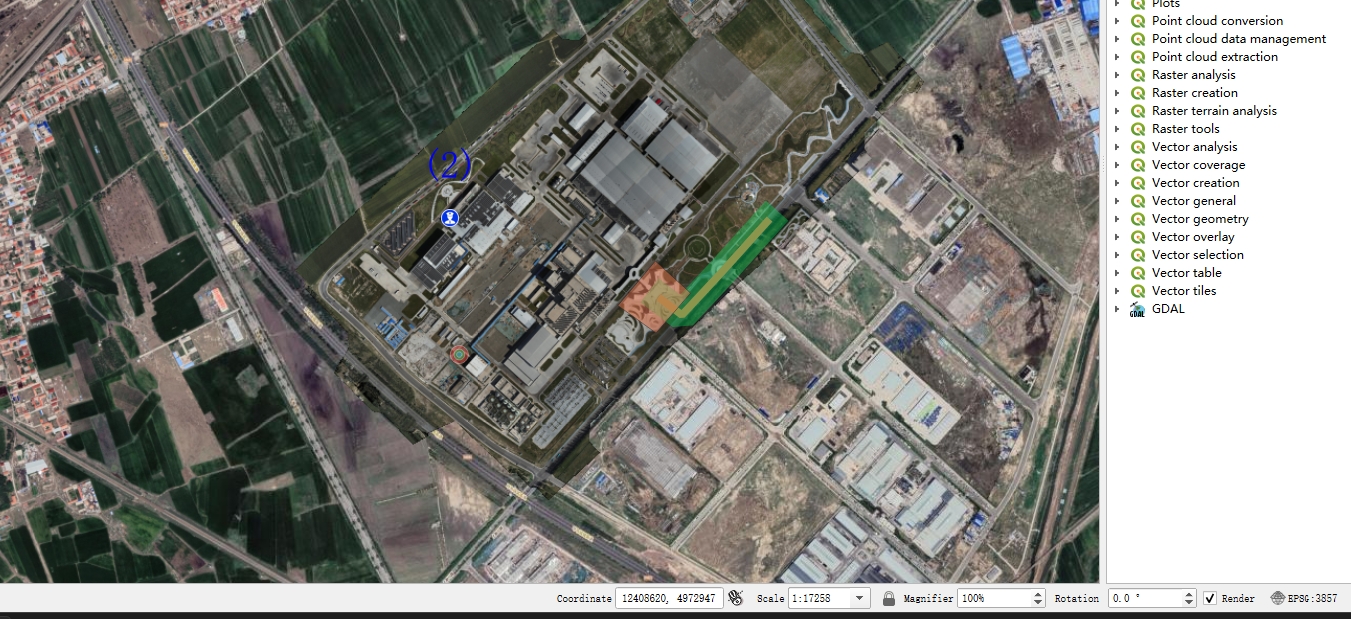 Plots
Point cloud conversion
Point cloud data management
Point cloud extraction
Raster analysis
Raster creation
Raster terrain analysis
Raster tools
Vector analysis
Vector coverage
Vector creation
Vector general
Vector geometry
Vector overlay
Vector selection
Vector table
Vector tiles
GDAL
(2)
Coordinate 12408620, 4972947 Scale 1:17258 Magnifier 100% Rotation 0.0 ° Render EPSG:3857